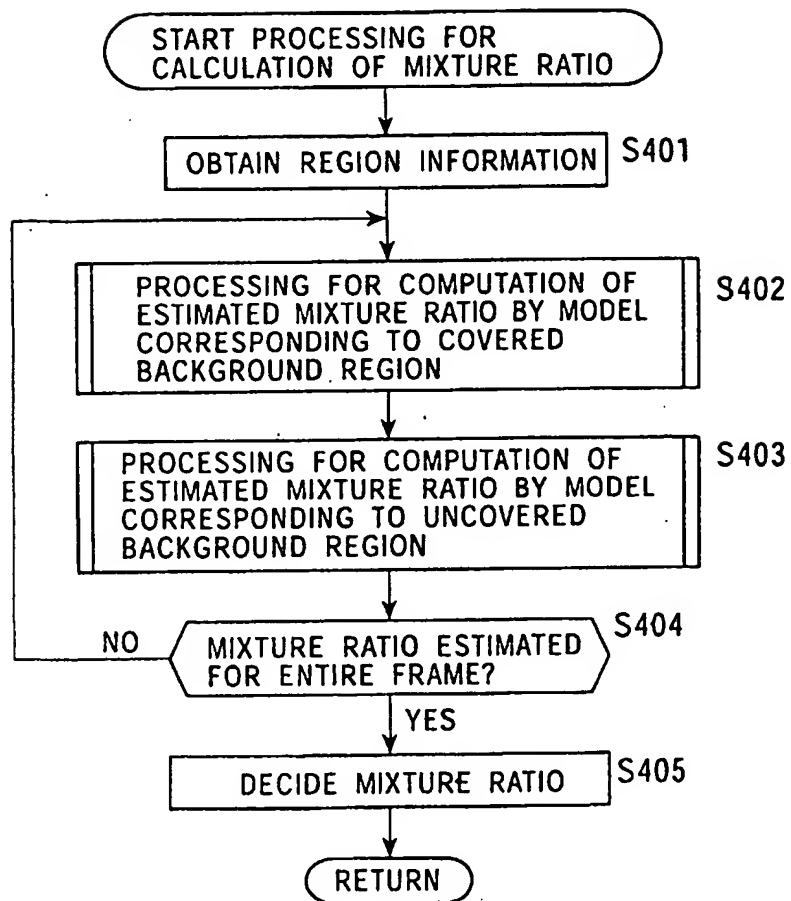 START PROCESSING FOR
CALCULATION OF MIXTURE RATIO
OBTAIN REGION INFORMATION
S401
PROCESSING FOR COMPUTATION OF
ESTIMATED MIXTURE RATIO BY MODEL
CORRESPONDING TO COVERED
BACKGROUND REGION
S402
PROCESSING FOR COMPUTATION OF
ESTIMATED MIXTURE RATIO BY MODEL
CORRESPONDING TO UNCOVERED
BACKGROUND REGION
S403
NO
MIXTURE RATIO ESTIMATED
FOR ENTIRE FRAME?
S404
YES
DECIDE MIXTURE RATIO
S405
RETURN